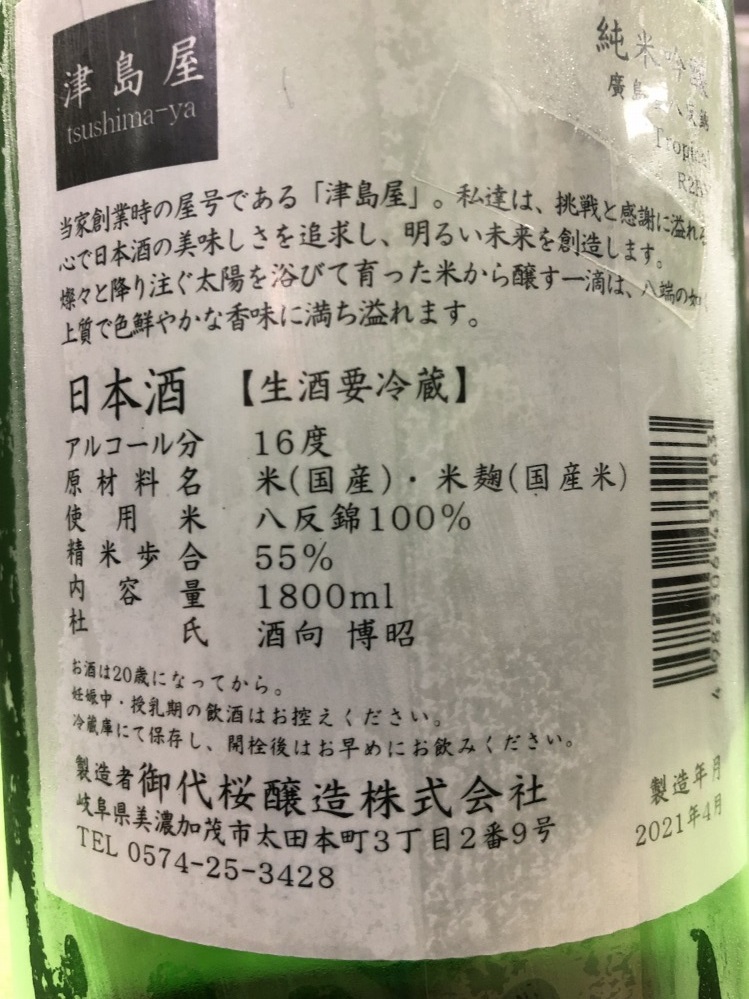 津島屋
tsushima-ya
純米吟醸
廣島
八反錦
当家創業時の屋号である「津島屋」。私達は、挑戦と感謝に溢れる
心で日本酒の美味しさを追求し、明るい未来を創造します。
燦々と降り注ぐ太陽を浴びて育った米から醸す一滴は、八端の如
上質で色鮮やかな香味に満ち溢れます。
日本酒 【生酒要冷蔵】
アルコール分 16度
原材料名 米(国産)・米麹(国産米)
使用米 八反錦100%
精米歩合 55%
内容量 1800ml
杜氏 酒向 博昭
お酒は20歳になってから。
妊娠中・授乳期の飲酒はお控えください。
冷蔵庫にて保存し、開栓後はお早めにお飲みください。
製造者 御代桜醸造株式会社
岐阜県美濃加茂市太田本町3丁目2番9号
TEL 0574-25-3428
製造年月
2021年4月